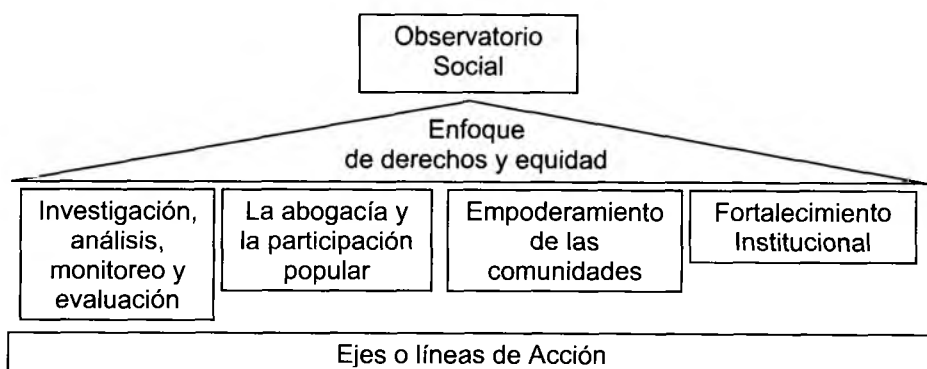 Observatorio
Social
Enfoque
de derechos y equidad
Investigación,
análisis,
monitoreo y
evaluación
La abogacía y
la participación
popular
Empoderamiento
de las
comunidades
Fortalecimiento
Institucional
Ejes o líneas de Acción